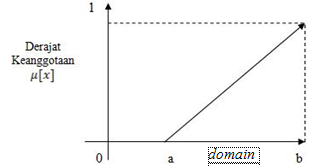 1
Derajat
Keanggotaan
μ[x]
0 a domain b